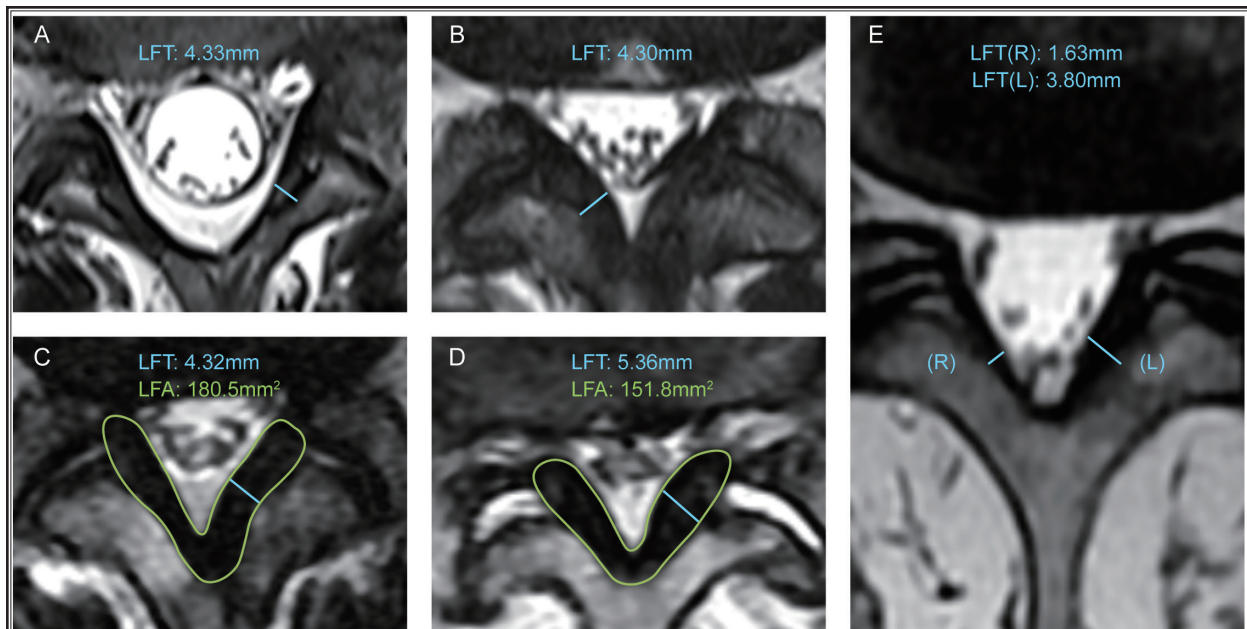 A
LFT: 4.33mm
B
LFT: 4.30mm
E
LFT(R): 1.63mm
LFT(L): 3.80mm
C
LFT: 4.32mm
LFA: 180.5mm²
D
LFT: 5.36mm
LFA: 151.8mm²
(R)
(L)